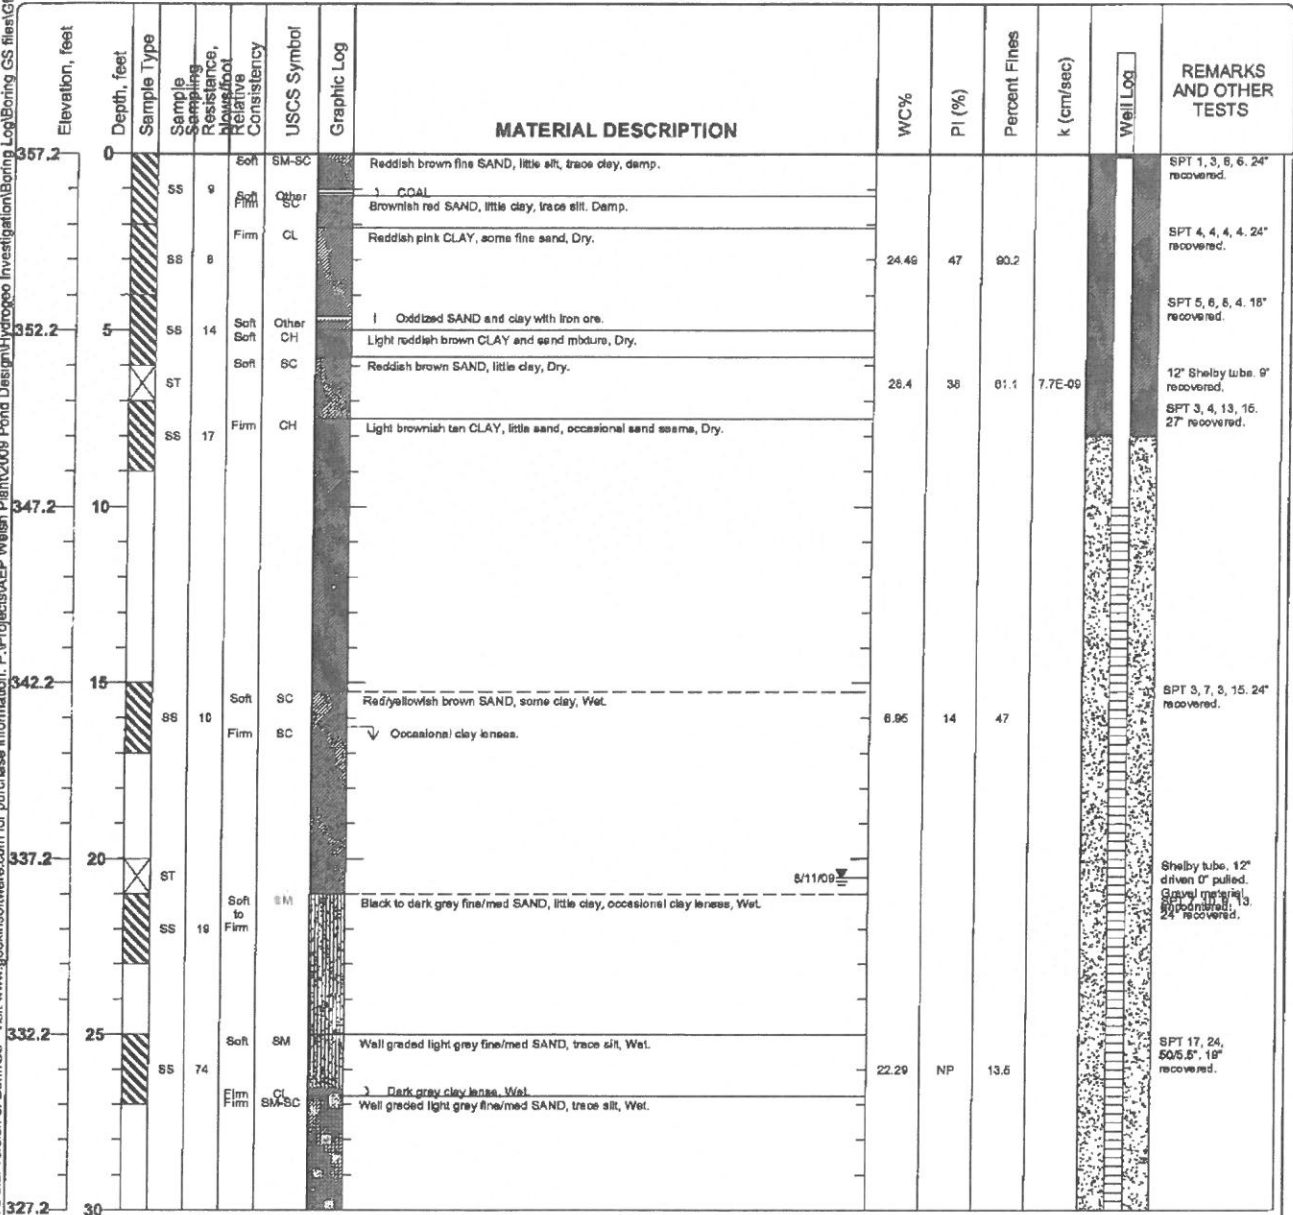 Elevation, feet
Depth, feet
Sample Type
Sample
Sampling
Resistance,
blows/foot
Relative
Consistency
USCS Symbol
Graphic Log
MATERIAL DESCRIPTION
WC%
PI (%)
Percent Fines
k (cm/sec)
Well Log
REMARKS
AND OTHER
TESTS
357.2 0 Soft SM-SC Reddish brown fine SAND, little silt, trace clay, damp.
SPT 1, 3, 6, 6. 24"
recovered.
SS 9
Soft Other COAL
Firm SC Brownish red SAND, little clay, trace silt. Damp.
Firm CL Reddish pink CLAY, some fine sand, Dry.
SPT 4, 4, 4, 4. 24"
recovered.
SS 8 24.49 47 90.2
SPT 5, 6, 8, 4. 18"
recovered.
Soft Other Oxidized SAND and clay with iron ore.
352.2 5 SS 14
Soft CH Light reddish brown CLAY and sand mixture, Dry.
Soft SC Reddish brown SAND, little clay, Dry.
ST 28.4 38 61.1 7.7E-09
12" Shelby tube. 9"
recovered.
SPT 3, 4, 13, 15.
27" recovered.
SS 17 Firm CH Light brownish tan CLAY, little sand, occasional sand seams, Dry.
347.2 10
342.2 15
Soft SC Red/yellowish brown SAND, some clay, Wet.
SPT 3, 7, 3, 15. 24"
recovered.
SS 10 6.95 14 47
Firm SC Occasional clay lenses.
337.2 20
ST
8/11/09
Shelby tube, 12"
driven 0" pulled.
Gravel material
encountered.
24" recovered.
Soft
to
Firm
SM Black to dark grey fine/med SAND, little clay, occasional clay lenses, Wet.
SS 19
332.2 25
Soft SM Well graded light grey fine/med SAND, trace silt, Wet.
SPT 17, 24,
50/5.5". 19"
recovered.
SS 74 22.29 NP 13.6
Firm CL Dark grey clay lense, Wet.
Firm SM-SC Well graded light grey fine/med SAND, trace silt, Wet.
327.2 30